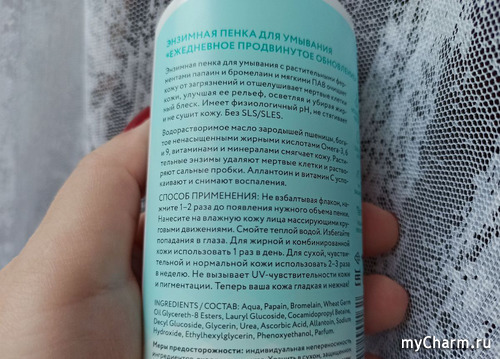 ЭНЗИМНАЯ ПЕНКА ДЛЯ УМЫВАНИЯ
«ЕЖЕДНЕВНОЕ ПРОДВИНУТОЕ ОБНОВЛЕНИ
Энзимная пенка для умывания с растительными фер-
ментами папаин и бромелаин и мягкими ПАВ очищает
кожу от загрязнений и отшелушивает мертвые клетки
кожи, улучшая ее рельеф, осветляя и убирая жир-
ный блеск. Имеет физиологичный pH, не стягивает
и не сушит кожу. Без SLS/SLES.
Водорастворимое масло зародышей пшеницы, богатое
ненасыщенными жирными кислотами Омега-3, 6
и 9, витаминами и минералами смягчает кожу. Расти-
тельные энзимы удаляют мертвые клетки и раство-
ряют сальные пробки. Аллантоин и витамин С успо-
каивают и снимают воспаления.
СПОСОБ ПРИМЕНЕНИЯ: Не взбалтывая флакон, на-
жмите 1–2 раза до появления нужного объема пенки.
Нанесите на влажную кожу лица массирующими кру-
говыми движениями. Смойте теплой водой. Избегайте
попадания в глаза. Для жирной и комбинированной
кожи использовать 1 раз в день. Для сухой, чувстви-
тельной и нормальной кожи использовать 2–3 раза
в неделю. Не вызывает UV-чувствительности кожи
и пигментации. Теперь ваша кожа гладкая и нежная!
INGREDIENTS / СОСТАВ: Aqua, Papain, Bromelain, Wheat Germ
Oil Glycereth-8 Esters, Lauryl Glucoside, Cocamidopropyl Betaine,
Decyl Glucoside, Glycerin, Urea, Ascorbic Acid, Allantoin, Sodium
Hydroxide, Ethylhexylglycerin, Phenoxyethanol, Parfum.
Меры предосторожности: индивидуальная непереносимость
myCharm.ru